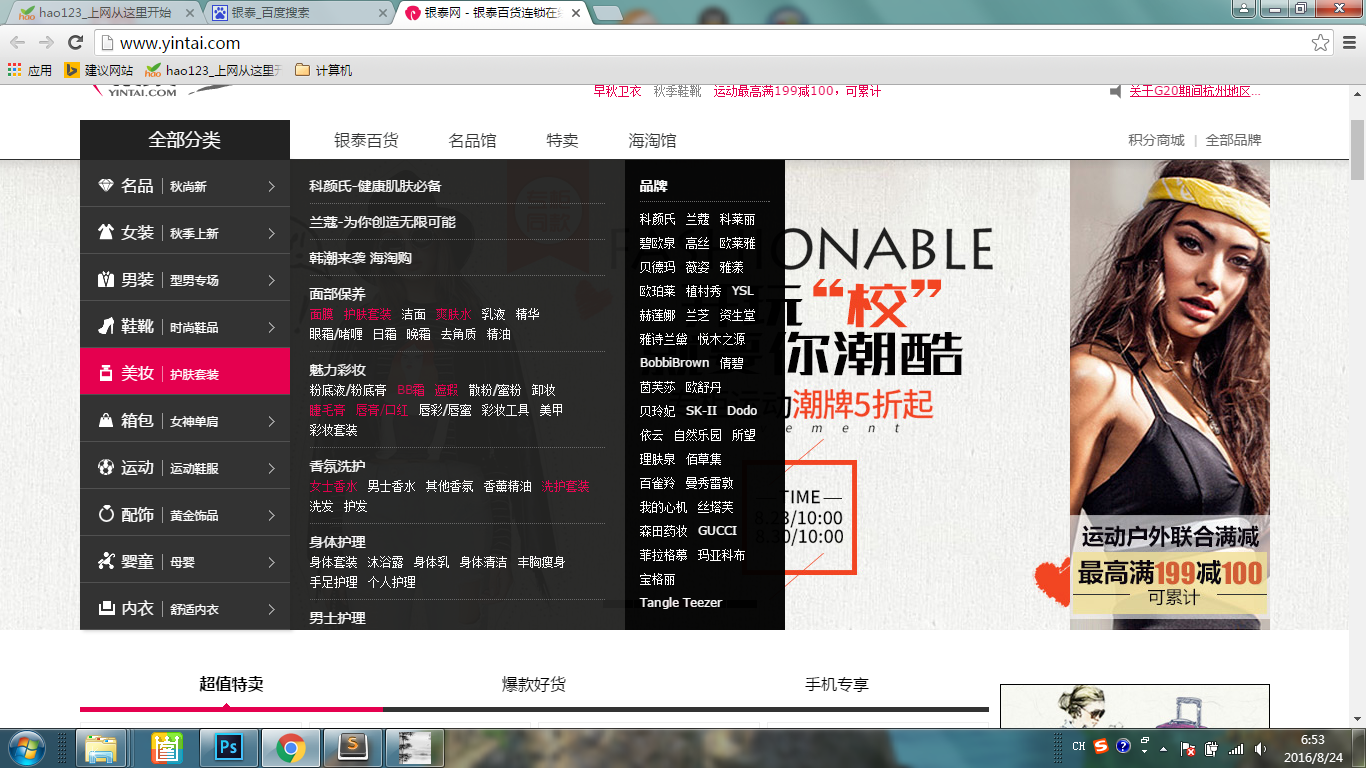 hao123_上网从这里开始
银泰_百度搜索
银泰网 - 银泰百货连锁在
www.yintai.com
应用 建议网站 hao123_上网从这里开 计算机
YINTAI.COM
早秋卫衣 秋季鞋靴 运动最高满199减100，可累计
关于G20期间杭州地区...
全部分类 银泰百货 名品馆 特卖 海淘馆 积分商城 | 全部品牌
名品 | 秋尚新
女装 | 秋季上新
男装 | 型男专场
鞋靴 | 时尚鞋品
美妆 | 护肤套装
箱包 | 女神单肩
运动 | 运动鞋服
配饰 | 黄金饰品
婴童 | 母婴
内衣 | 舒适内衣
科颜氏-健康肌肤必备
兰蔻-为你创造无限可能
韩潮来袭 海淘购
面部保养
面膜 护肤套装 洁面 爽肤水 乳液 精华
眼霜/啫喱 日霜 晚霜 去角质 精油
魅力彩妆
粉底液/粉底膏 BB霜 遮瑕 散粉/蜜粉 卸妆
睫毛膏 唇膏/口红 唇彩/唇蜜 彩妆工具 美甲
彩妆套装
香氛洗护
女士香水 男士香水 其他香氛 香薰精油 洗护套装
洗发 护发
身体护理
身体套装 沐浴露 身体乳 身体清洁 丰胸瘦身
手足护理 个人护理
男士护理
品牌
科颜氏 兰蔻 科莱丽
碧欧泉 高丝 欧莱雅
贝德玛 薇姿 雅漾
欧珀莱 植村秀 YSL
赫莲娜 兰芝 资生堂
雅诗兰黛 悦木之源
BobbiBrown 倩碧
茵芙莎 欧舒丹
贝玲妃 SK-II Dodo
依云 自然乐园 所望
理肤泉 佰草集
百雀羚 曼秀雷敦
我的心机 丝塔芙
森田药妆 GUCCI
菲拉格慕 玛亚科布
宝格丽
Tangle Teezer
FASHIONABLE
玩“校”
你潮酷
运动潮牌5折起
ement
TIME
8.23/10:00
8.30/10:00
运动户外联合满减
最高满199减100
可累计
超值特卖 爆款好货 手机专享
CH
6:53
2016/8/24